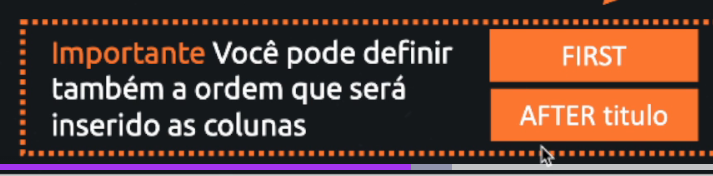 Importante Você pode definir
também a ordem que será
inserido as colunas
FIRST
AFTER titulo